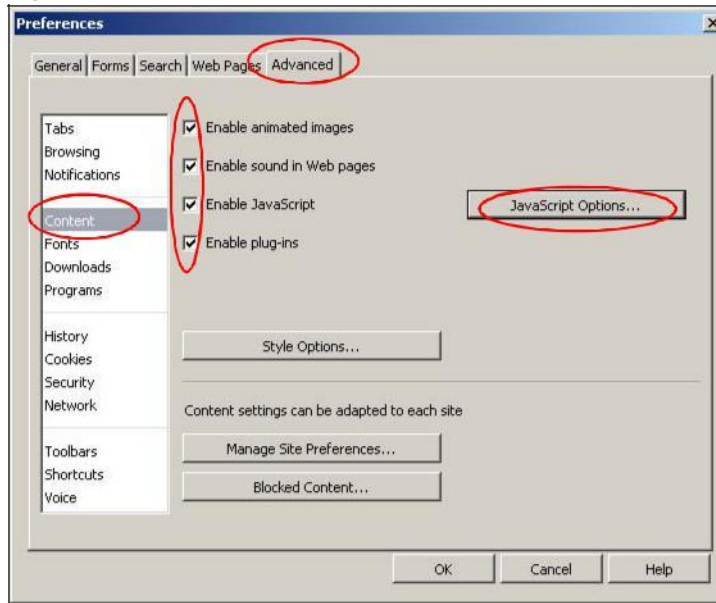 Preferences
General Forms Search Web Pages Advanced
Tabs
Browsing
Notifications
Content
Fonts
Downloads
Programs
History
Cookies
Security
Network
Toolbars
Shortcuts
Voice
Enable animated images
Enable sound in Web pages
Enable JavaScript
JavaScript Options...
Enable plug-ins
Style Options...
Content settings can be adapted to each site
Manage Site Preferences...
Blocked Content...
OK Cancel Help